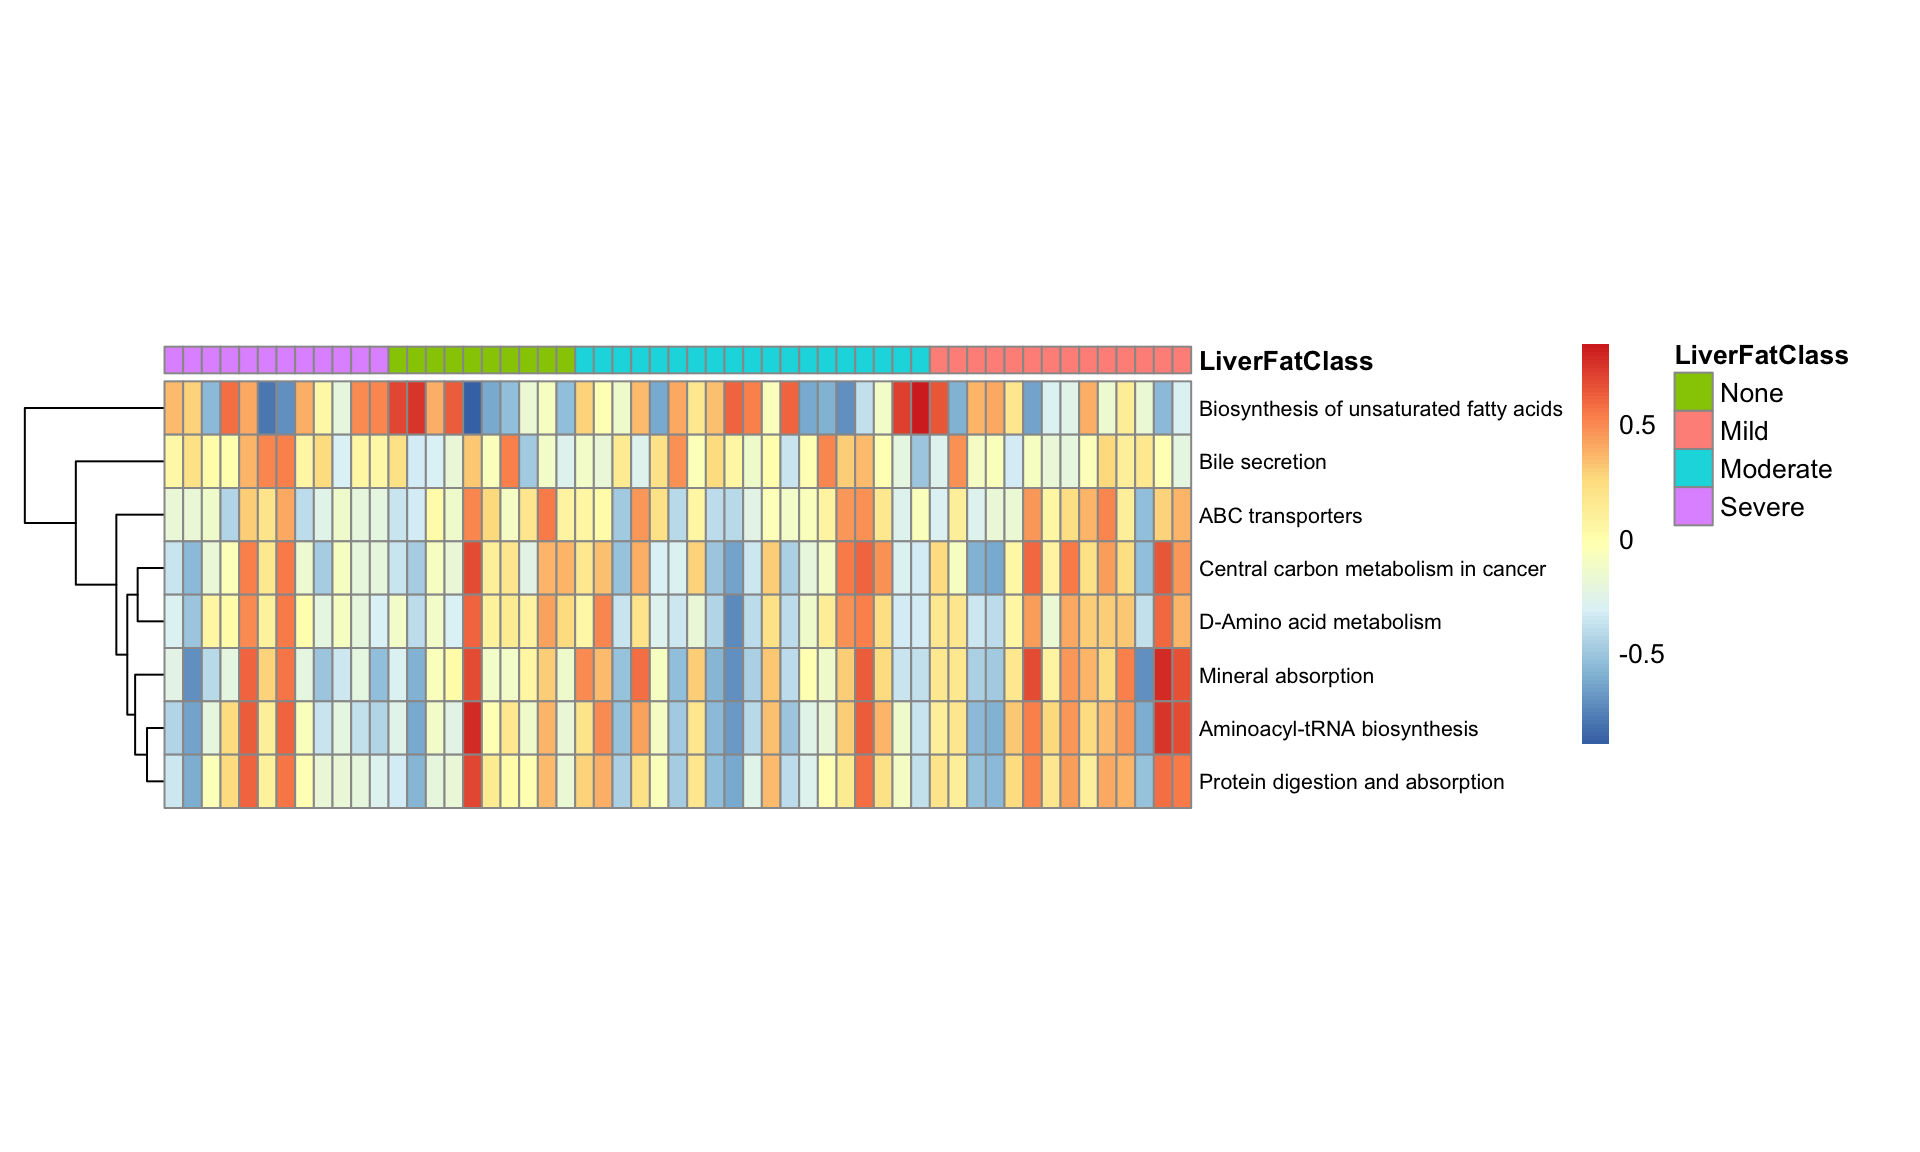 LiverFatClass
Biosynthesis of unsaturated fatty acids
Bile secretion
ABC transporters
Central carbon metabolism in cancer
D-Amino acid metabolism
Mineral absorption
Aminoacyl-tRNA biosynthesis
Protein digestion and absorption
0.5
0
-0.5
LiverFatClass
None
Mild
Moderate
Severe